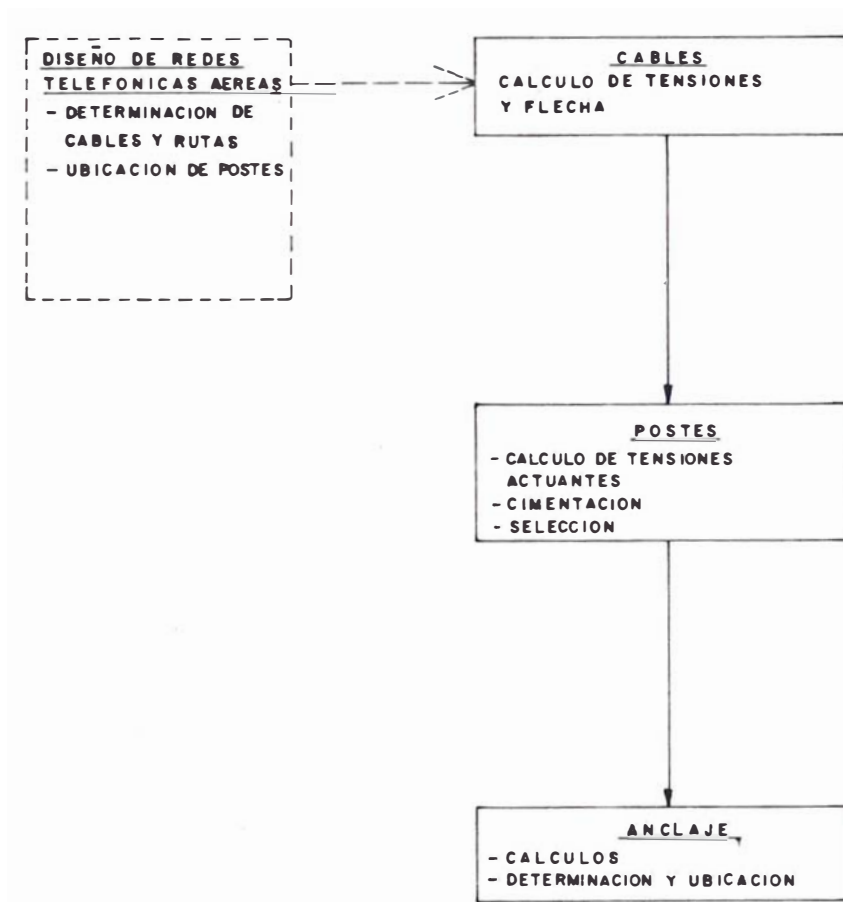 DISEÑO DE REDES
TELEFONICAS AEREAS
- DETERMINACION DE
CABLES Y RUTAS
- UBICACION DE POSTES
CABLES
CALCULO DE TENSIONES
Y FLECHA
POSTES
- CALCULO DE TENSIONES
ACTUANTES
- CIMENTACION
- SELECCION
ANCLAJE
- CALCULOS
- DETERMINACION Y UBICACION